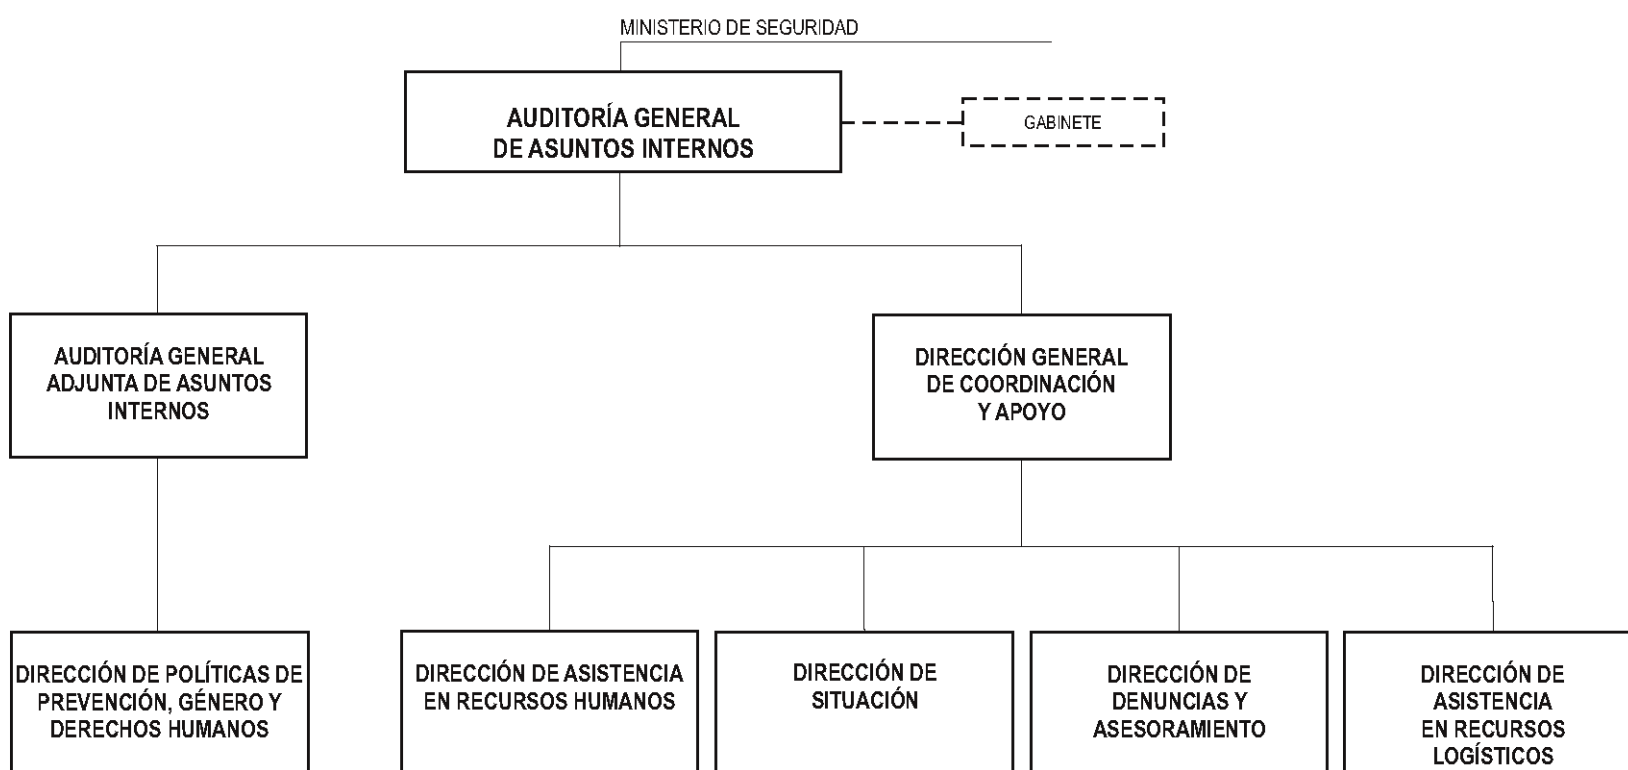 MINISTERIO DE SEGURIDAD
AUDITORÍA GENERAL
DE ASUNTOS INTERNOS
GABINETE
AUDITORÍA GENERAL
ADJUNTA DE ASUNTOS
INTERNOS
DIRECCIÓN GENERAL
DE COORDINACIÓN
Y APOYO
DIRECCIÓN DE POLÍTICAS DE
PREVENCIÓN, GÉNERO Y
DERECHOS HUMANOS
DIRECCIÓN DE ASISTENCIA
EN RECURSOS HUMANOS
DIRECCIÓN DE
SITUACIÓN
DIRECCIÓN DE
DENUNCIAS Y
ASESORAMIENTO
DIRECCIÓN DE
ASISTENCIA
EN RECURSOS
LOGÍSTICOS